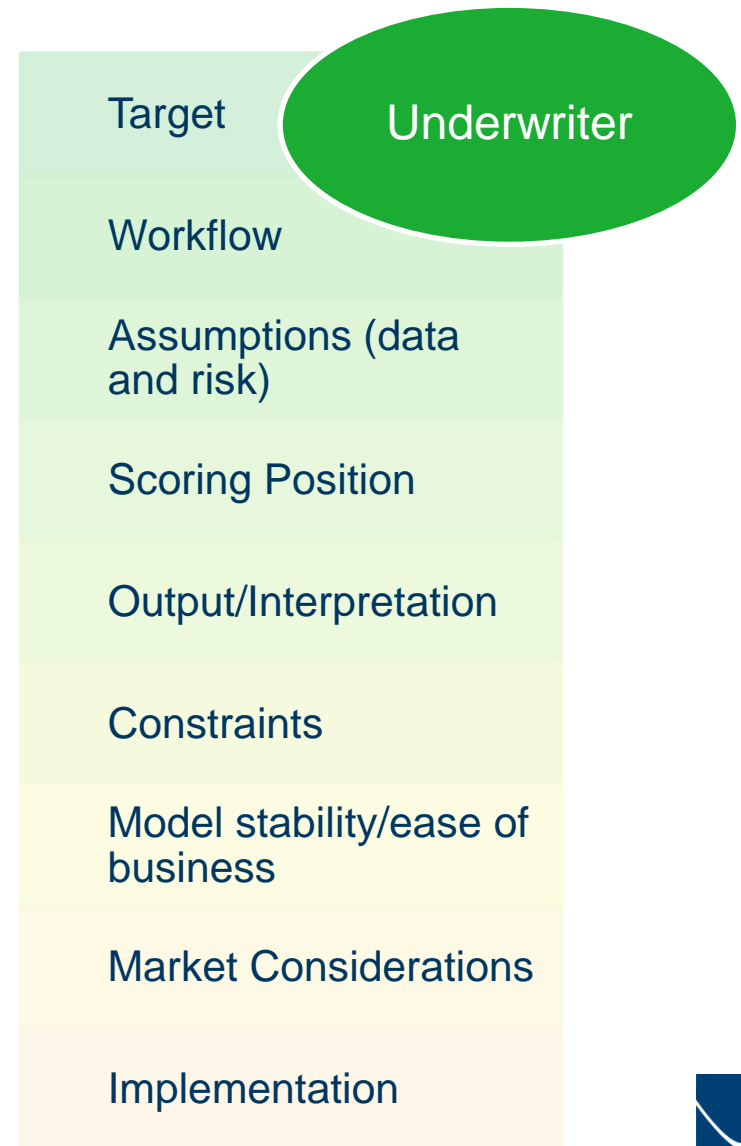 Target
Underwriter
Workflow
Assumptions (data
and risk)
Scoring Position
Output/Interpretation
Constraints
Model stability/ease of
business
Market Considerations
Implementation